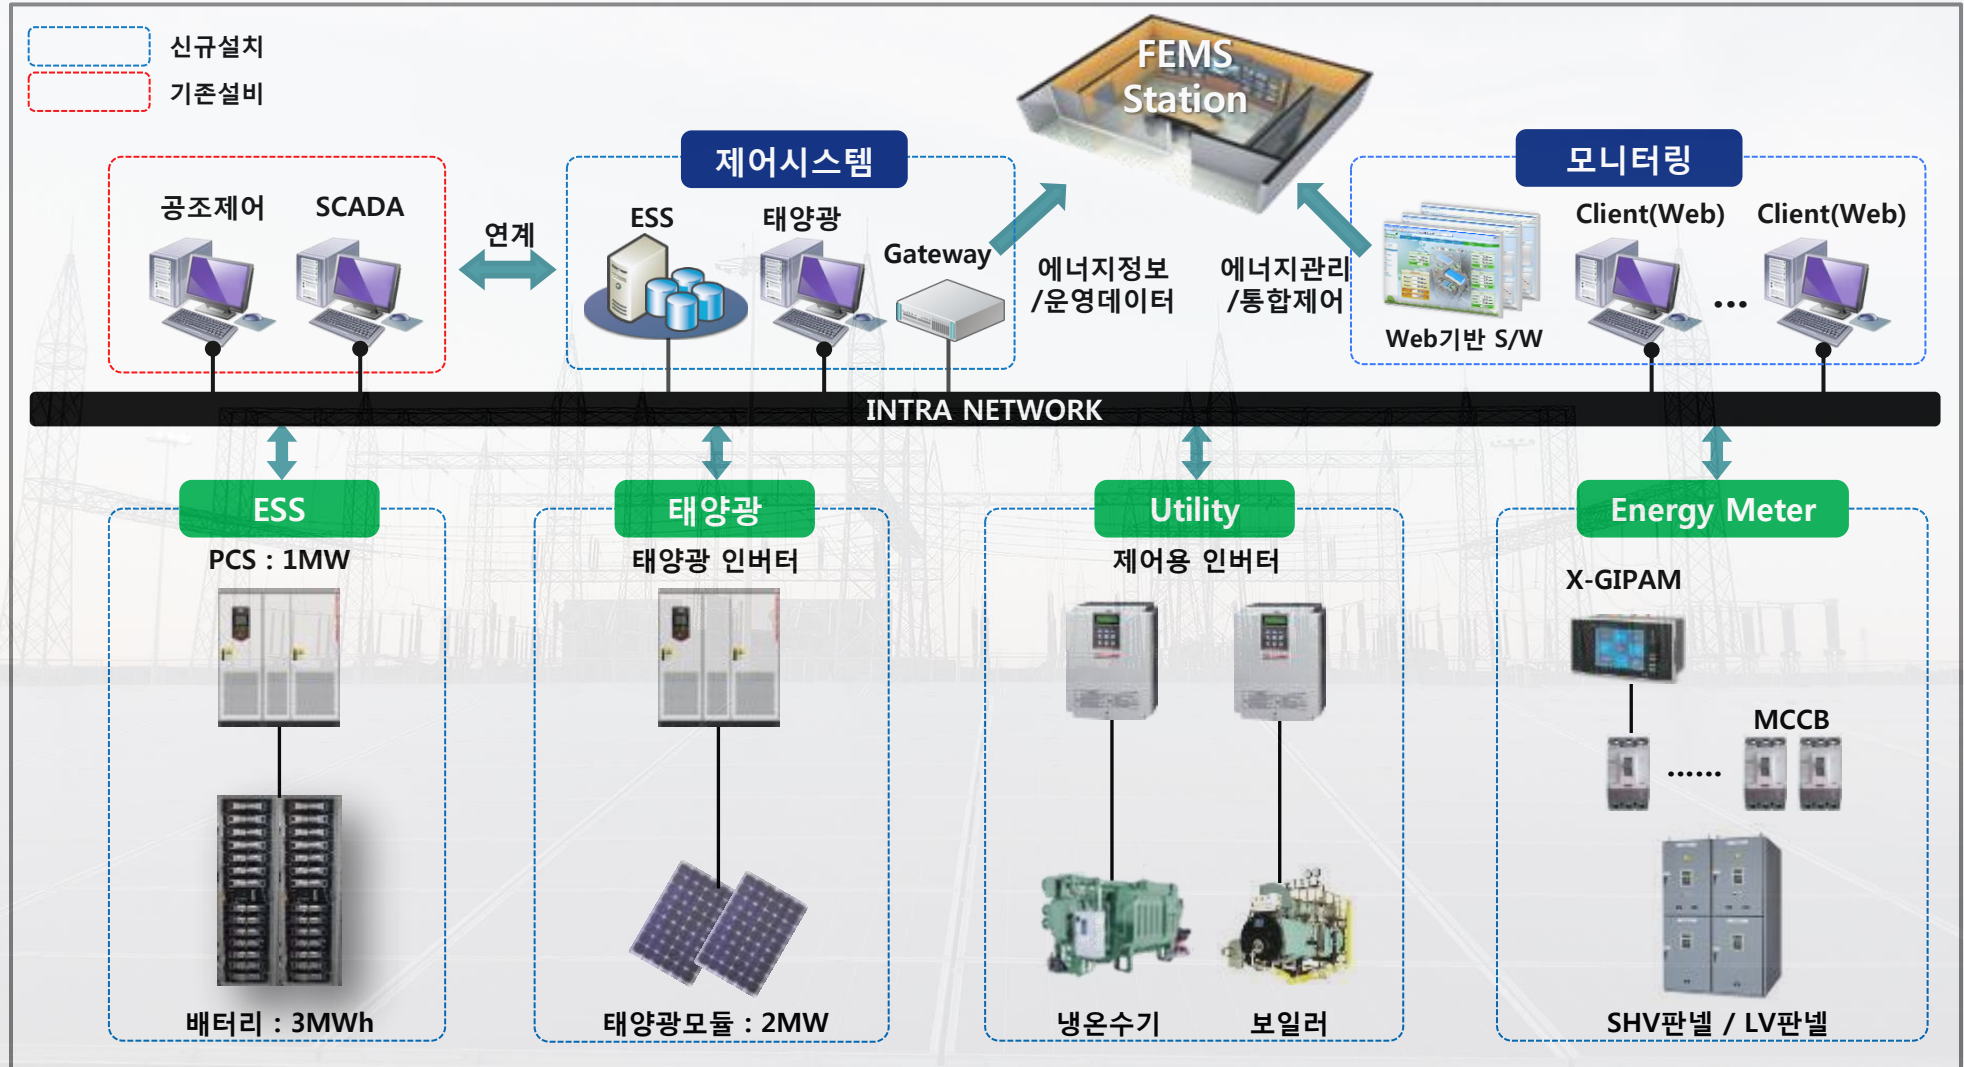 신규설치
기존설비
FEMS
Station
제어시스템
모니터링
공조제어
SCADA
연계
ESS
태양광
Gateway
에너지정보
/운영데이터
에너지관리
/통합제어
Client(Web)
Client(Web)
...
Web기반 S/W
INTRA NETWORK
ESS
태양광
Utility
Energy Meter
PCS : 1MW
태양광 인버터
제어용 인버터
X-GIPAM
MCCB
......
배터리 : 3MWh
태양광모듈 : 2MW
냉온수기
보일러
SHV판넬 / LV판넬